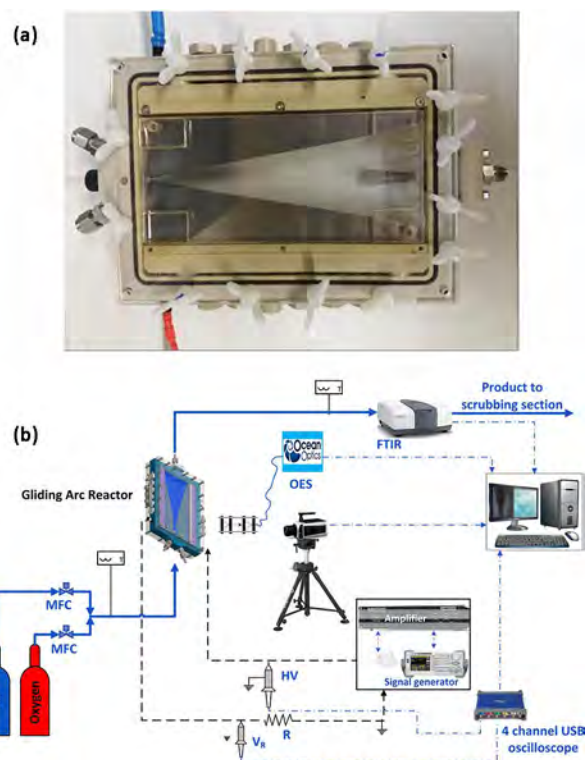 (a)
(b)
T
Product to
scrubbing section
FTIR
Ocean
Optics
OES
Gliding Arc Reactor
T
MFC
MFC
Oxygen
Amplifier
Signal generator
HV
R
VR
4 channel USB
oscilloscope